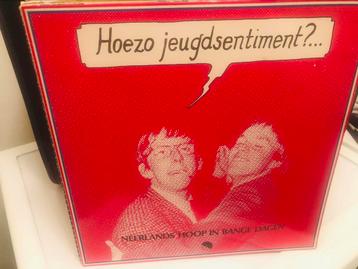 Hoezo jeugdsentiment?...
NEERLANDS HOOP IN BANGE DAGEN